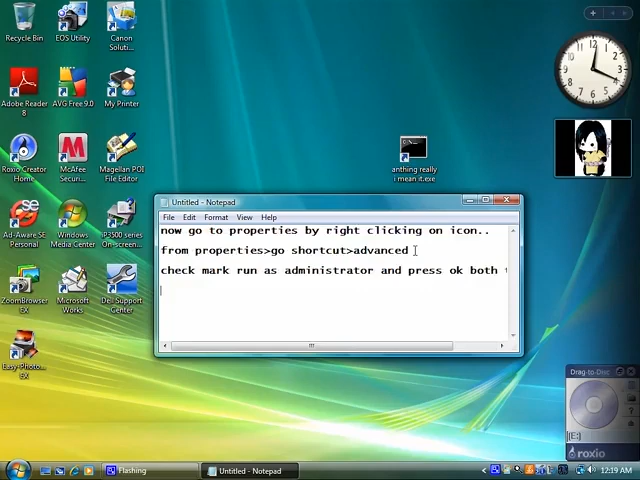 Recycle Bin
EOS Utility
Canon
Soluti...
Adobe Reader
8
AVG Free 9.0
My Printer
Roxio Creator
Home
McAfee
Securi...
Magellan POI
File Editor
Ad-Aware SE
Personal
Windows
Media Center
iP3500 series
On-screen...
ZoomBrowser
EX
Microsoft
Works
Dell Support
Center
Easy-Photo...
EX
anthing really
i mean it.exe
Untitled - Notepad
File Edit Format View Help
now go to properties by right clicking on icon..
from properties>go shortcut>advanced
check mark run as administrator and press ok both t
Drag-to-Disc
(E:)
roxio
Flashing
Untitled - Notepad
12:19 AM